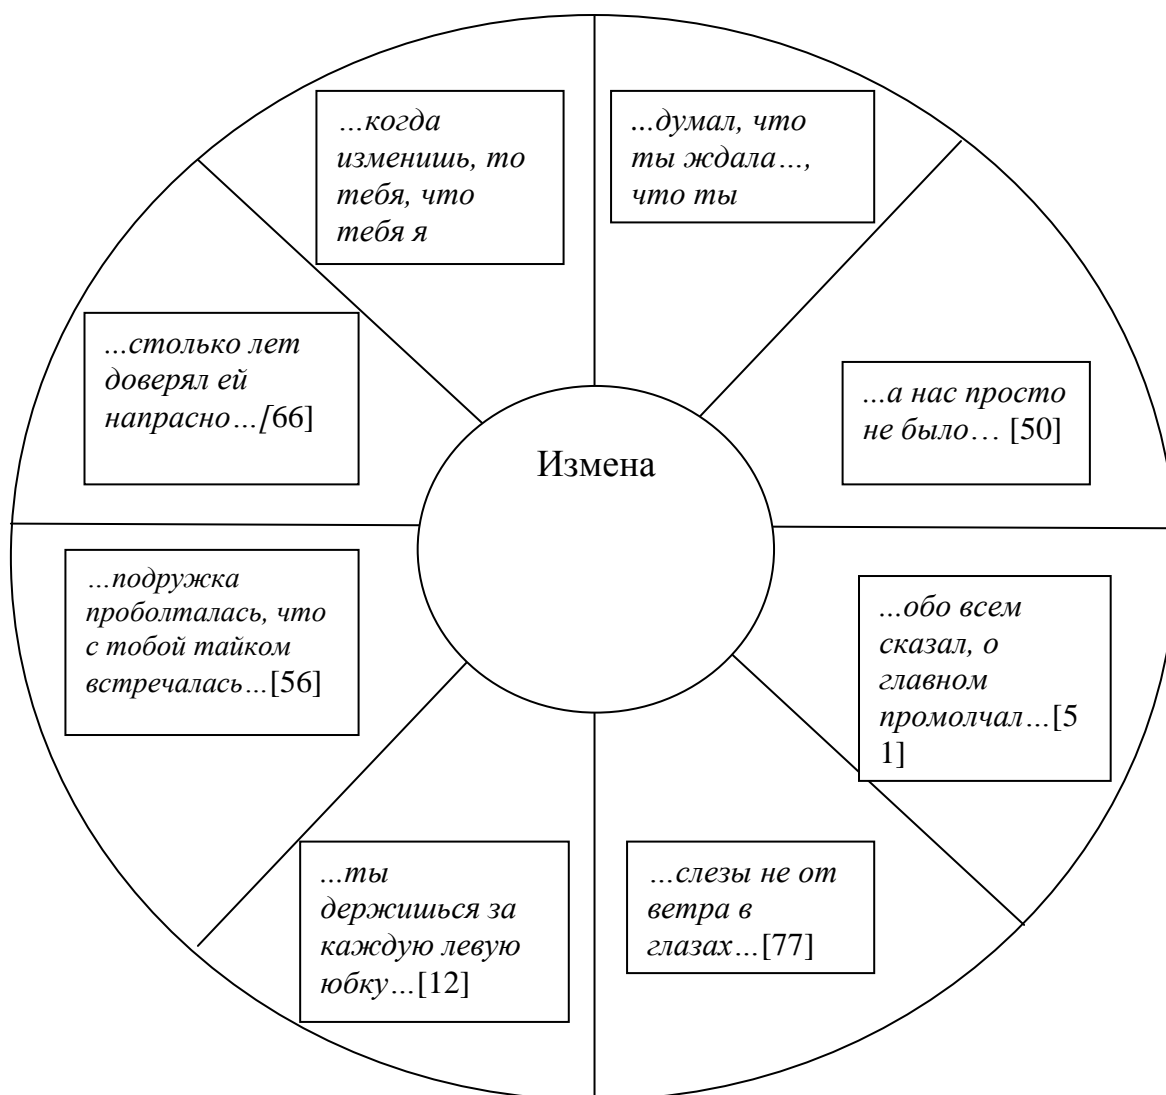 …когда
изменишь, то
тебя, что
тебя я
…думал, что
ты ждала…,
что ты
…столько лет
доверял ей
напрасно…[66]
…а нас просто
не было… [50]
Измена
…подружка
проболталась, что
с тобой тайком
встречалась…[56]
…обо всем
сказал, о
главном
промолчал…[5
1]
…ты
держишься за
каждую левую
юбку…[12]
…слезы не от
ветра в
глазах…[77]